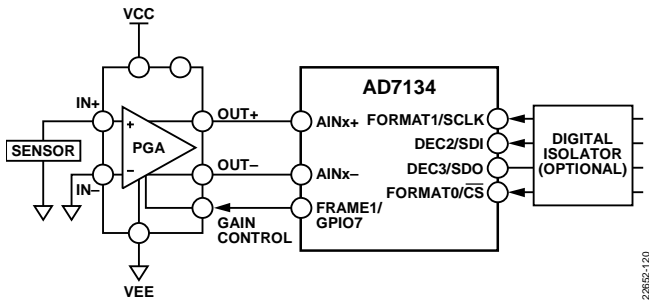 VCC
IN+
+
PGA
–
IN–
SENSOR
VEE
OUT+
OUT–
GAIN
CONTROL
AD7134
AINx+
AINx–
FRAME1/
GPIO7
FORMAT1/SCLK
DEC2/SDI
DEC3/SDO
FORMAT0/CS
DIGITAL
ISOLATOR
(OPTIONAL)
22652-120